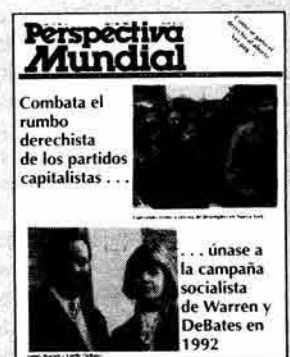 Perspectiva
Mundial
Combata el
rumbo
derechista
de los partidos
capitalistas . . .
. . . únase a
la campaña
socialista
de Warren y
DeBates en
1992